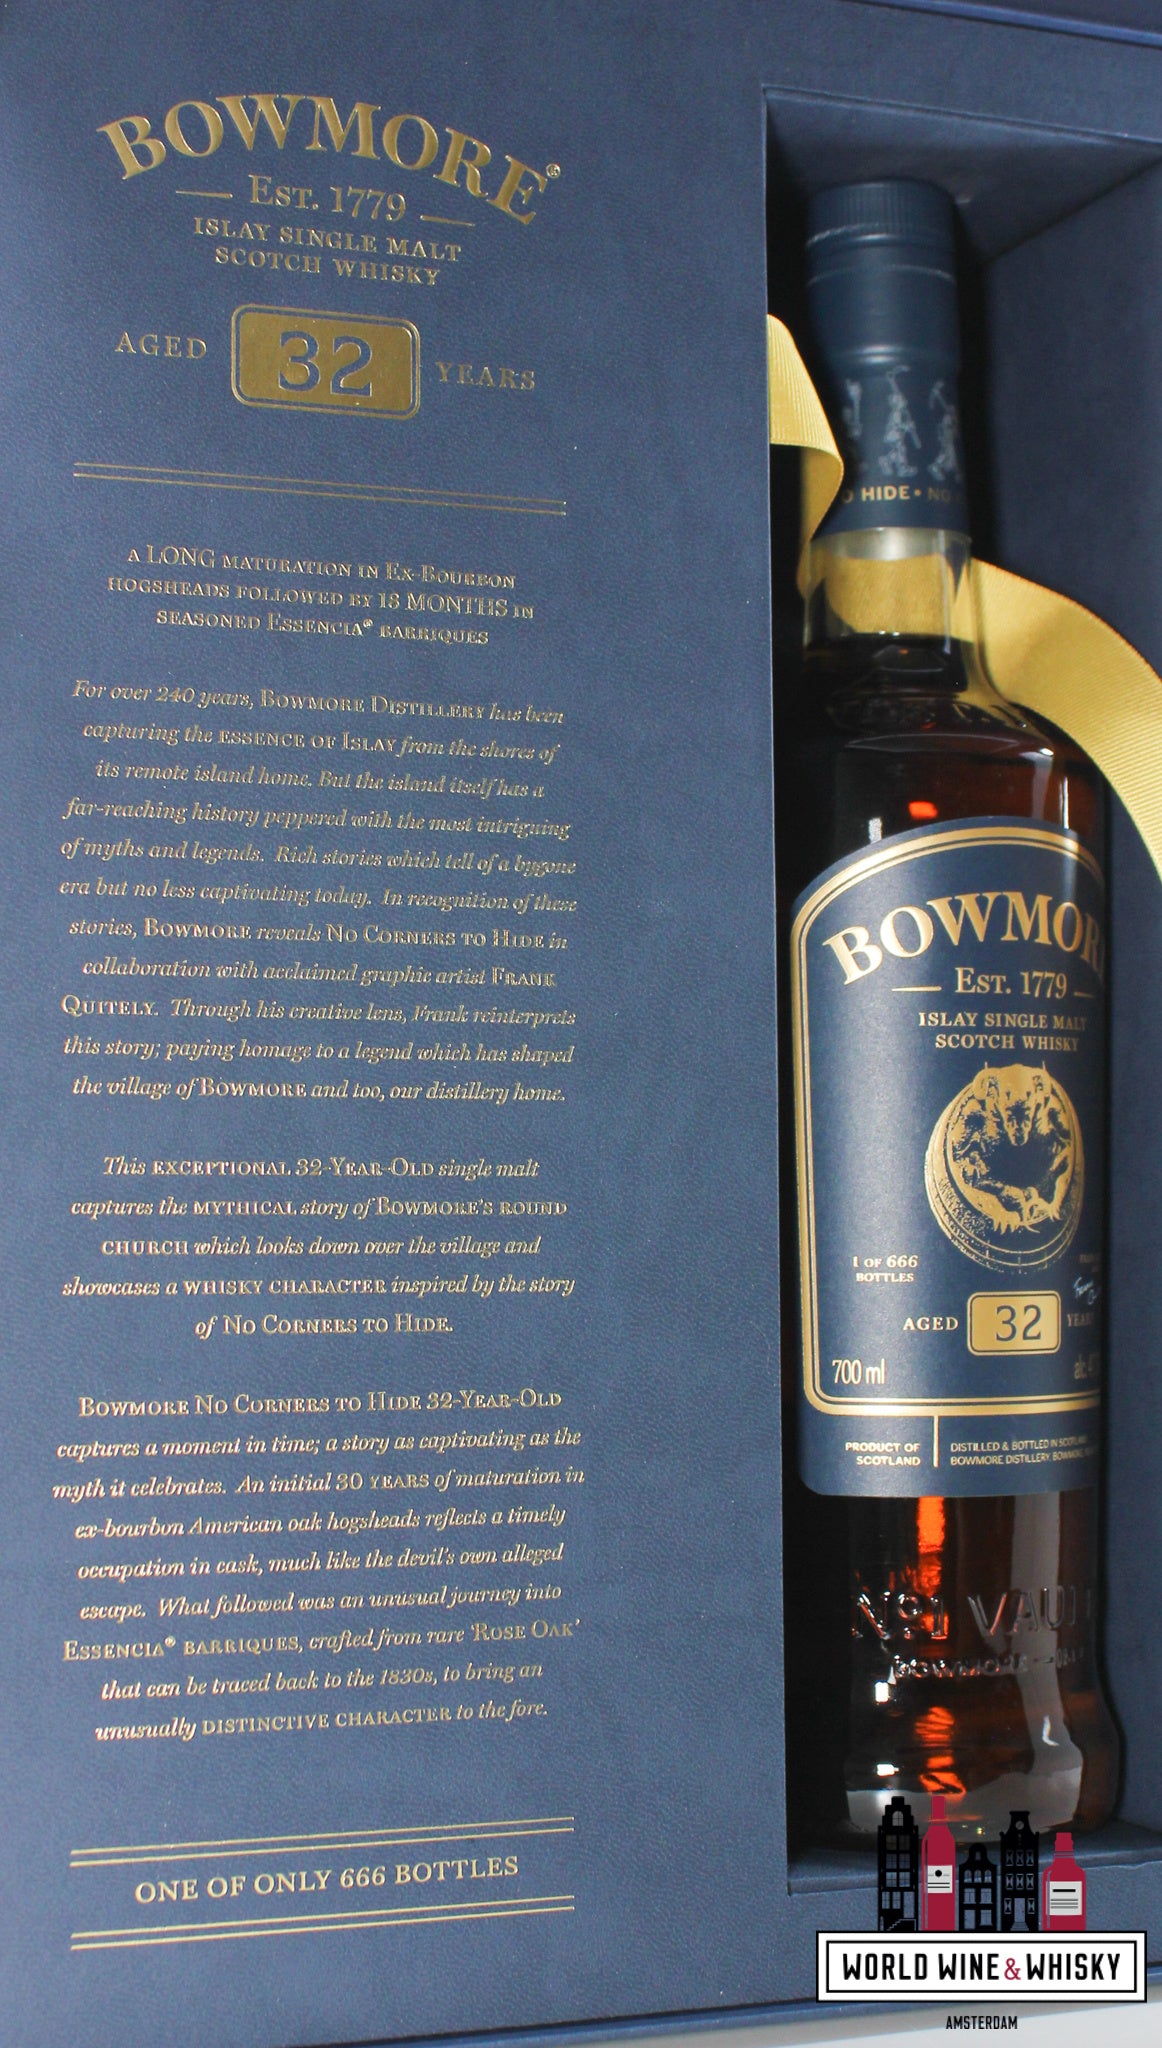 BOWMORE®
EST. 1779
ISLAY SINGLE MALT
SCOTCH WHISKY
AGED 32 YEARS
A LONG MATURATION IN EX-BOURBON
HOGSHEADS FOLLOWED BY 18 MONTHS IN
SEASONED ESSENCIA® BARRIQUES
For over 240 years, BOWMORE DISTILLERY has been
capturing the ESSENCE OF ISLAY from the shores of
its remote island home. But the island itself has a
far-reaching history peppered with the most intriguing
of myths and legends. Rich stories which tell of a bygone
era but no less captivating today. In recognition of these
stories, BOWMORE reveals NO CORNERS TO HIDE in
collaboration with acclaimed graphic artist FRANK
QUITELY. Through his creative lens, Frank reinterprets
this story; paying homage to a legend which has shaped
the village of BOWMORE and too, our distillery home.
This EXCEPTIONAL 32-YEAR-OLD single malt
captures the MYTHICAL story of BOWMORE'S ROUND
CHURCH which looks down over the village and
showcases a WHISKY CHARACTER inspired by the story
of NO CORNERS TO HIDE.
BOWMORE NO CORNERS TO HIDE 32-YEAR-OLD
captures a moment in time; a story as captivating as the
myth it celebrates. An initial 30 YEARS of maturation in
ex-bourbon American oak hogsheads reflects a timely
occupation in cask, much like the devil's own alleged
escape. What followed was an unusual journey into
ESSENCIA® BARRIQUES, crafted from rare 'ROSE OAK'
that can be traced back to the 1830s, to bring an
unusually DISTINCTIVE CHARACTER to the fore.
ONE OF ONLY 666 BOTTLES
O HIDE • NO
BOWMOR
EST. 1779
ISLAY SINGLE MALT
SCOTCH WHISKY
1 OF 666
BOTTLES
AGED 32 YEAR
700 ml
PRODUCT OF
SCOTLAND
DISTILLED & BOTTLED IN SCOTLAND
BOWMORE DISTILLERY, BOWMORE,
No1 VAULT
BOWMORE
WORLD WINE & WHISKY
AMSTERDAM